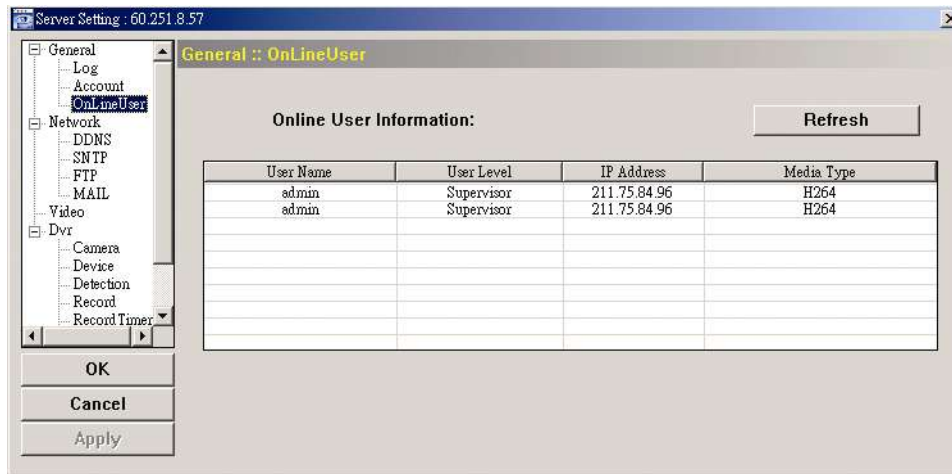 Server Setting : 60.251.8.57
General
Log
Account
OnLineUser
Network
DDNS
SNTP
FTP
MAIL
Video
Dvr
Camera
Device
Detection
Record
Record Timer
OK
Cancel
Apply
General :: OnLineUser
Online User Information:
Refresh
User Name User Level IP Address Media Type
admin Supervisor 211.75.84.96 H264
admin Supervisor 211.75.84.96 H264